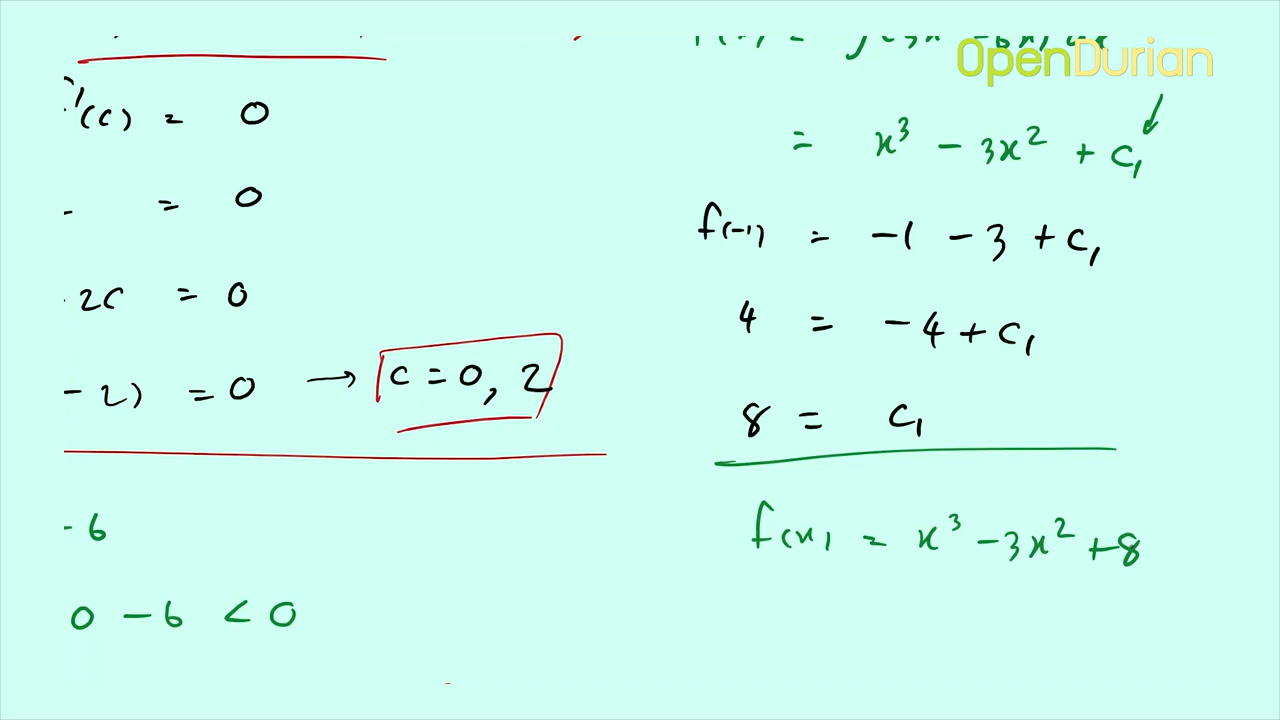 OpenDurian
'(c) = 0
- = 0
2c = 0
- 2) = 0 → c = 0, 2
- 6
0 - 6 < 0
= x³ - 3x² + c₁
f(-1) = -1 - 3 + c₁
4 = -4 + c₁
8 = c₁
f(x) = x³ - 3x² + 8